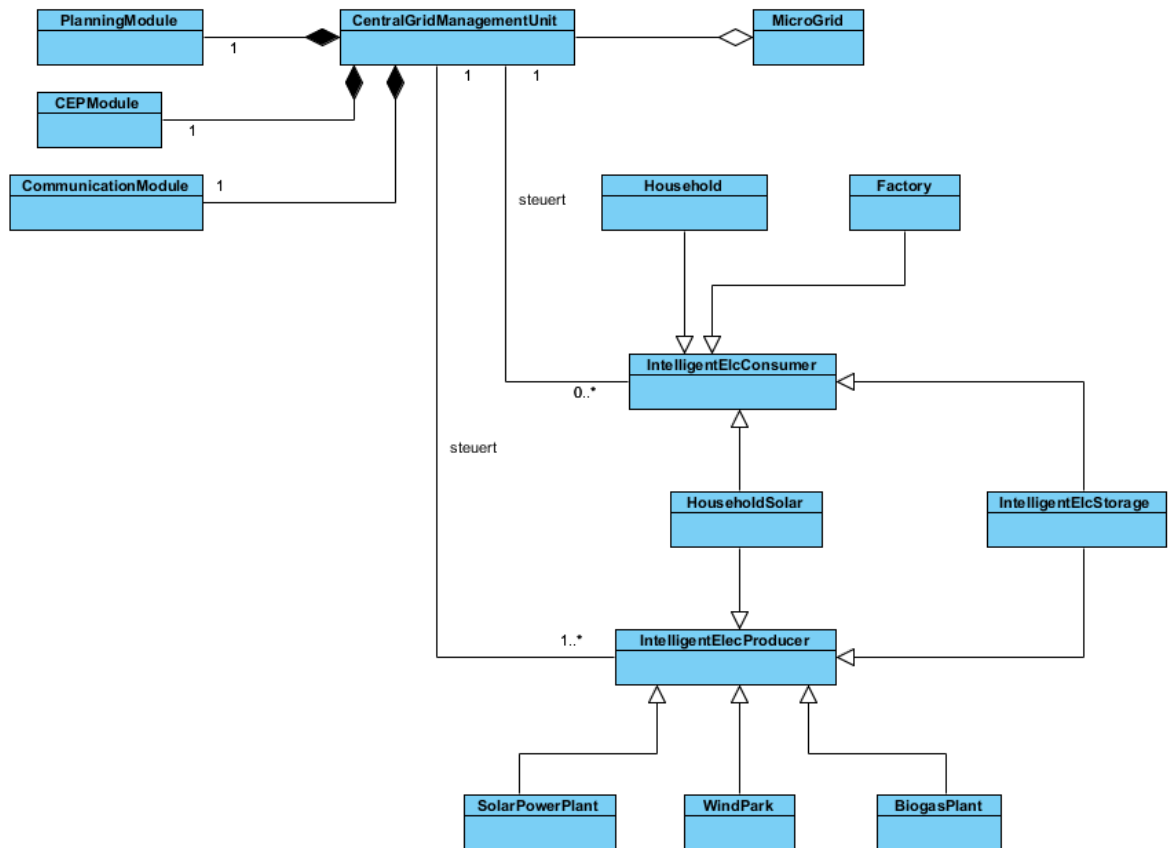 PlanningModule
CentralGridManagementUnit
MicroGrid
1
1
1
CEPModule
1
CommunicationModule
1
Household
Factory
steuert
IntelligentElcConsumer
0..*
steuert
HouseholdSolar
IntelligentElcStorage
1..*
IntelligentElecProducer
SolarPowerPlant
WindPark
BiogasPlant